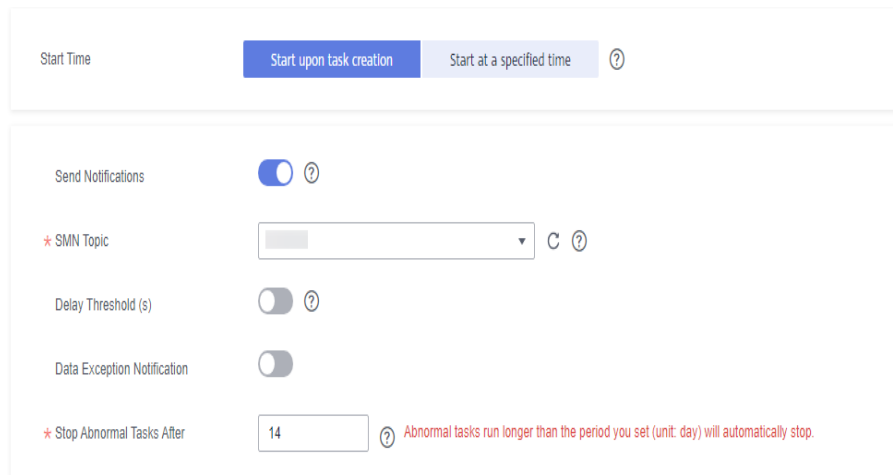 Start Time Start upon task creation Start at a specified time ?
Send Notifications ?
* SMN Topic ?
Delay Threshold (s) ?
Data Exception Notification
* Stop Abnormal Tasks After 14 ? Abnormal tasks run longer than the period you set (unit: day) will automatically stop.